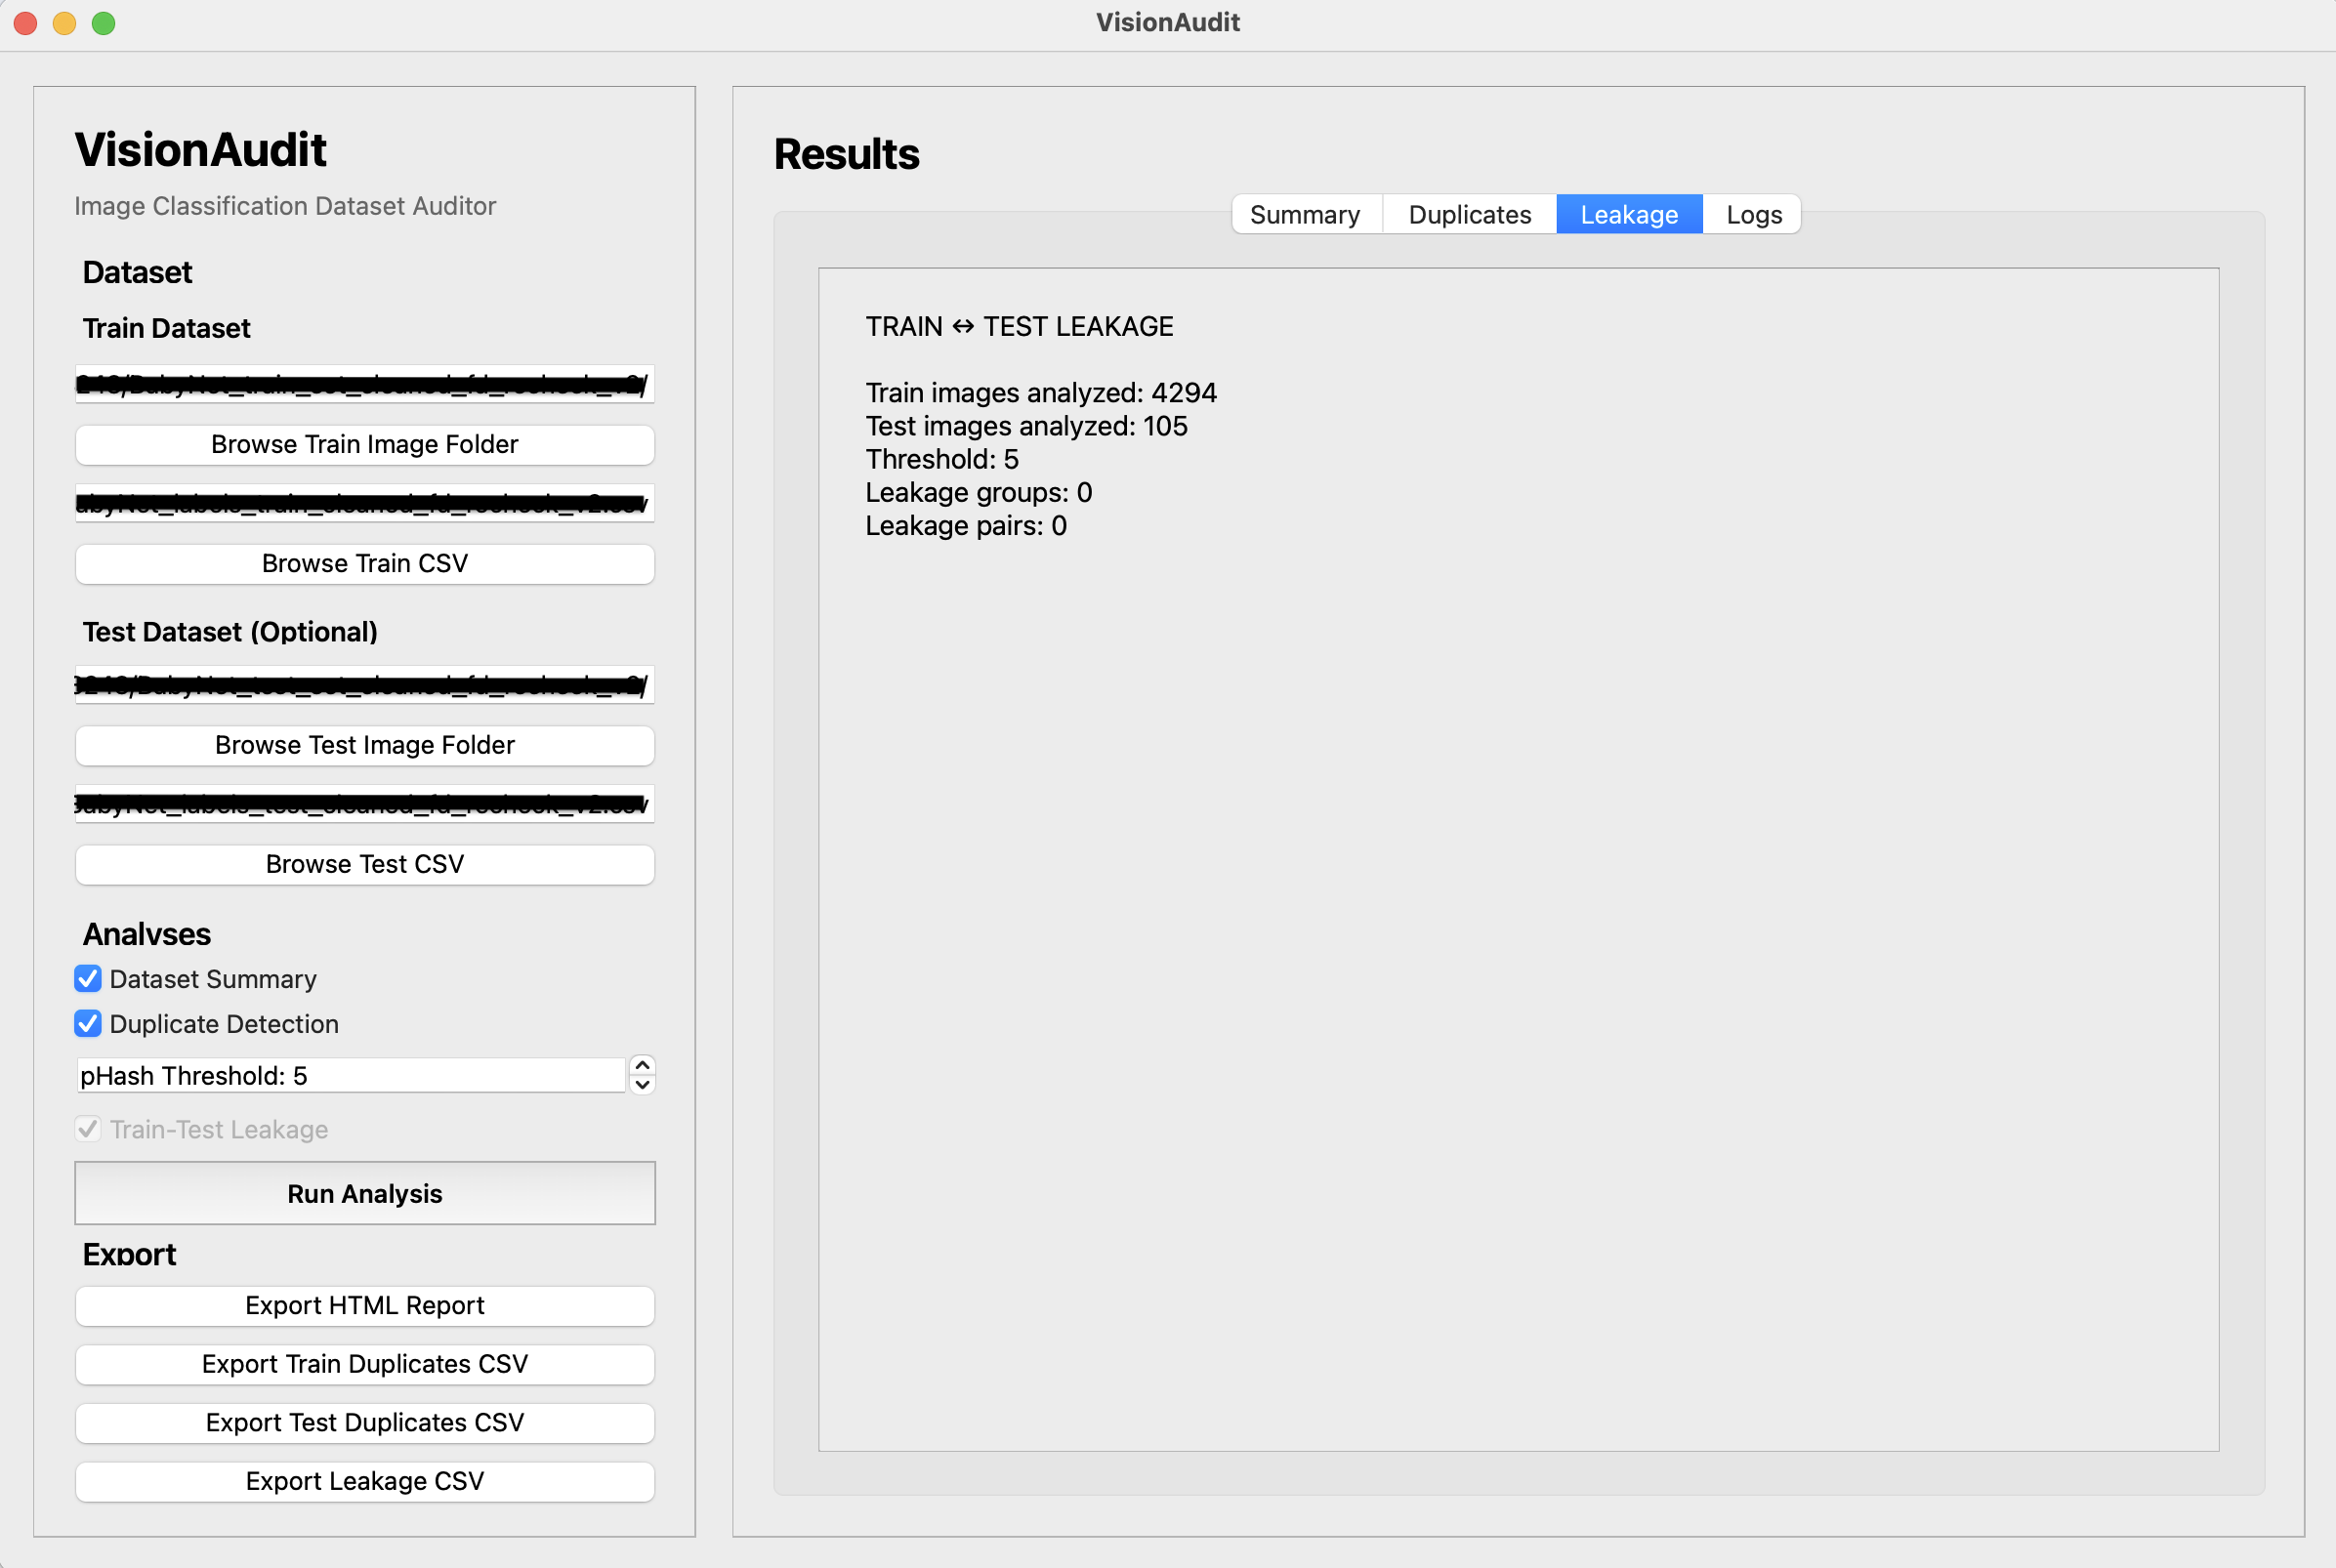 VisionAudit
VisionAudit
Image Classification Dataset Auditor
Dataset
Train Dataset
Browse Train Image Folder
Browse Train CSV
Test Dataset (Optional)
Browse Test Image Folder
Browse Test CSV
Analyses
Dataset Summary
Duplicate Detection
pHash Threshold: 5
Train-Test Leakage
Run Analysis
Export
Export HTML Report
Export Train Duplicates CSV
Export Test Duplicates CSV
Export Leakage CSV
Results
Summary Duplicates Leakage Logs
TRAIN ↔ TEST LEAKAGE
Train images analyzed: 4294
Test images analyzed: 105
Threshold: 5
Leakage groups: 0
Leakage pairs: 0